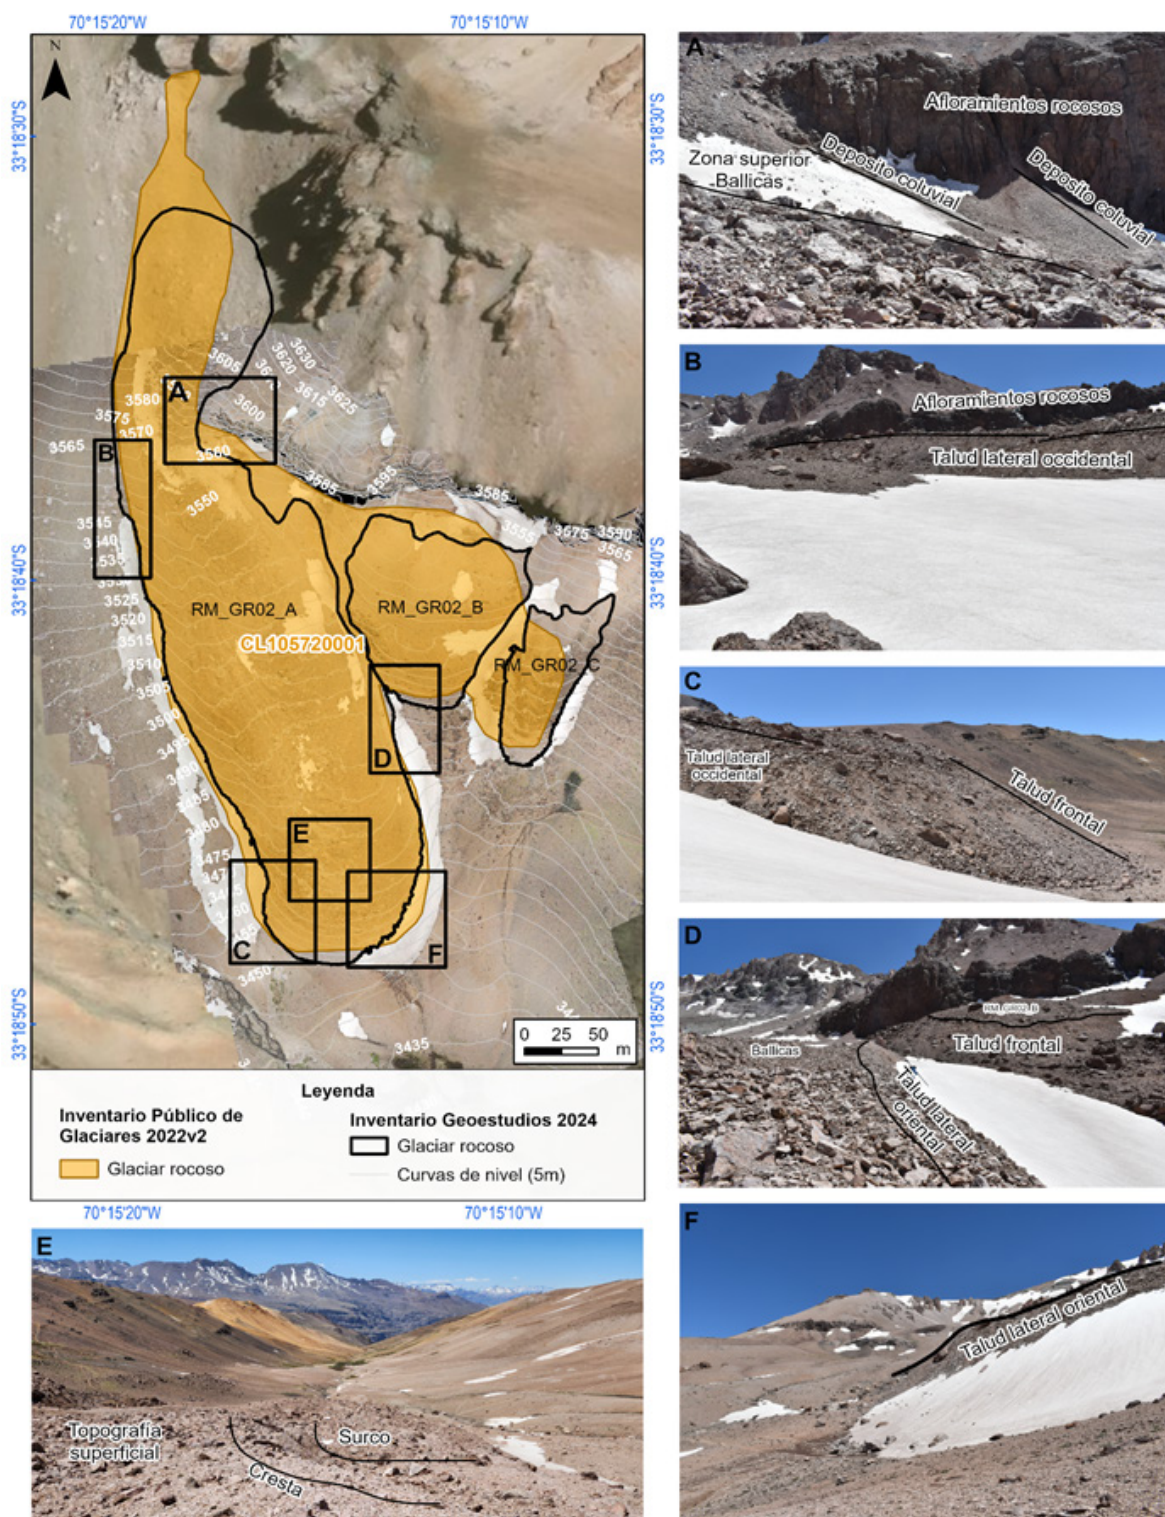 70°15'20"W
70°15'10"W
N
33°18'30"S
33°18'30"S
3630
3620
3605
3615
3625
3600
A
3580
3575
3570
3565
B
3560
3595
3585
3585
3550
3555
3575
3590
3565
3545
3540
3535
33°18'40"S
33°18'40"S
3525
3520
3515
3510
3505
3500
3495
3490
3480
3475
RM_GR02_A
RM_GR02_B
CL105720001
RM_GR02_C
D
E
C
F
3450
3435
33°18'50"S
33°18'50"S
0 25 50
m
Leyenda
Inventario Público de
Glaciares 2022v2
Glaciar rocoso
Inventario Geoestudios 2024
Glaciar rocoso
Curvas de nivel (5m)
70°15'20"W
70°15'10"W
A
Afloramientos rocosos
Zona superior
Ballicas
Deposito coluvial
Deposito coluvial
B
Afloramientos rocosos
Talud lateral occidental
C
Talud lateral
occidental
Talud frontal
D
RM_GR02_B
Ballicas
Talud frontal
Talud lateral
oriental
E
Topografía
superficial
Surco
Cresta
F
Talud lateral oriental